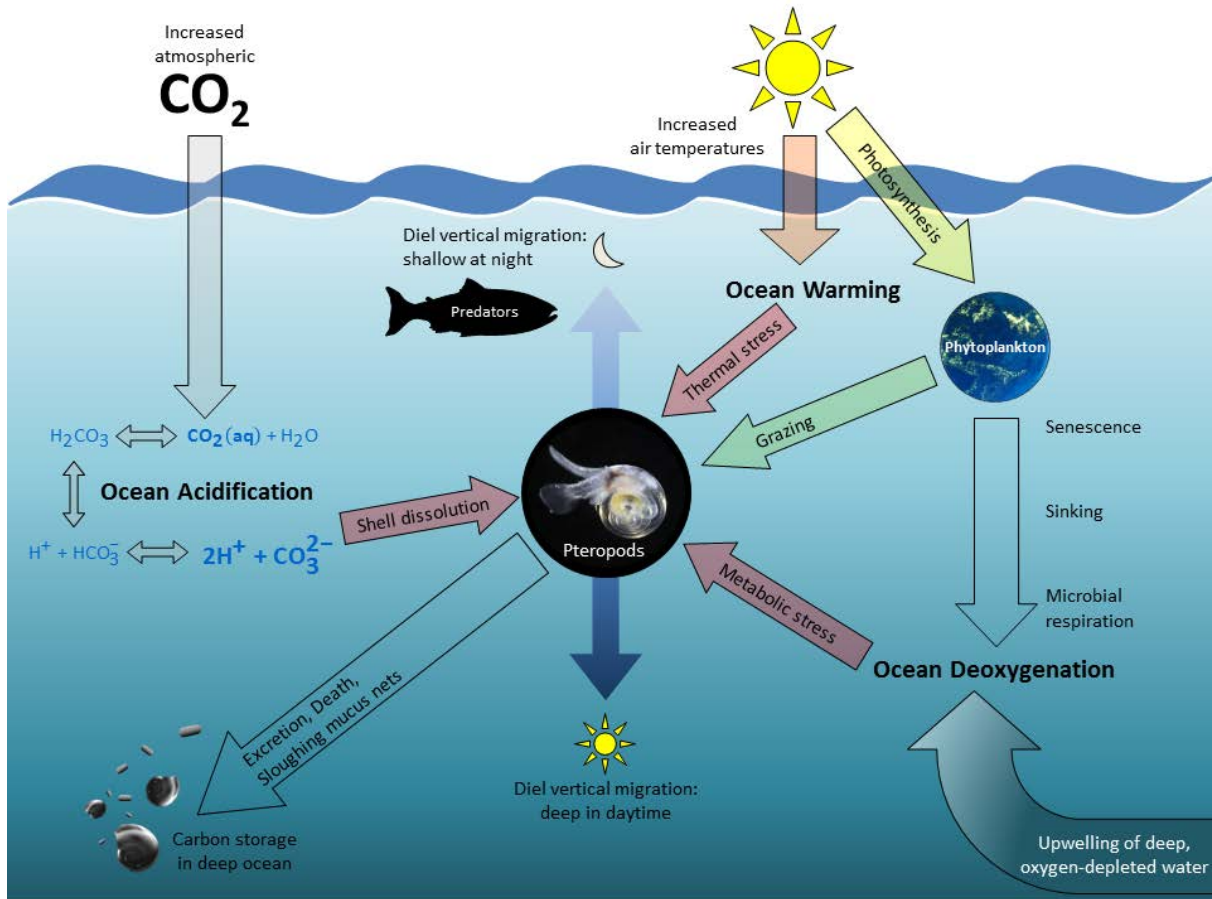 Increased
atmospheric
CO₂
Increased
air temperatures
Photosynthesis
Diel vertical migration:
shallow at night
Predators
Ocean Warming
Phytoplankton
Thermal stress
Grazing
H₂CO₃
CO₂(aq) + H₂O
Ocean Acidification
H⁺ + HCO₃⁻
2H⁺ + CO₃²⁻
Shell dissolution
Pteropods
Senescence
Sinking
Microbial
respiration
Metabolic stress
Ocean Deoxygenation
Excretion, Death,
Sloughing mucus nets
Diel vertical migration:
deep in daytime
Carbon storage
in deep ocean
Upwelling of deep,
oxygen-depleted water